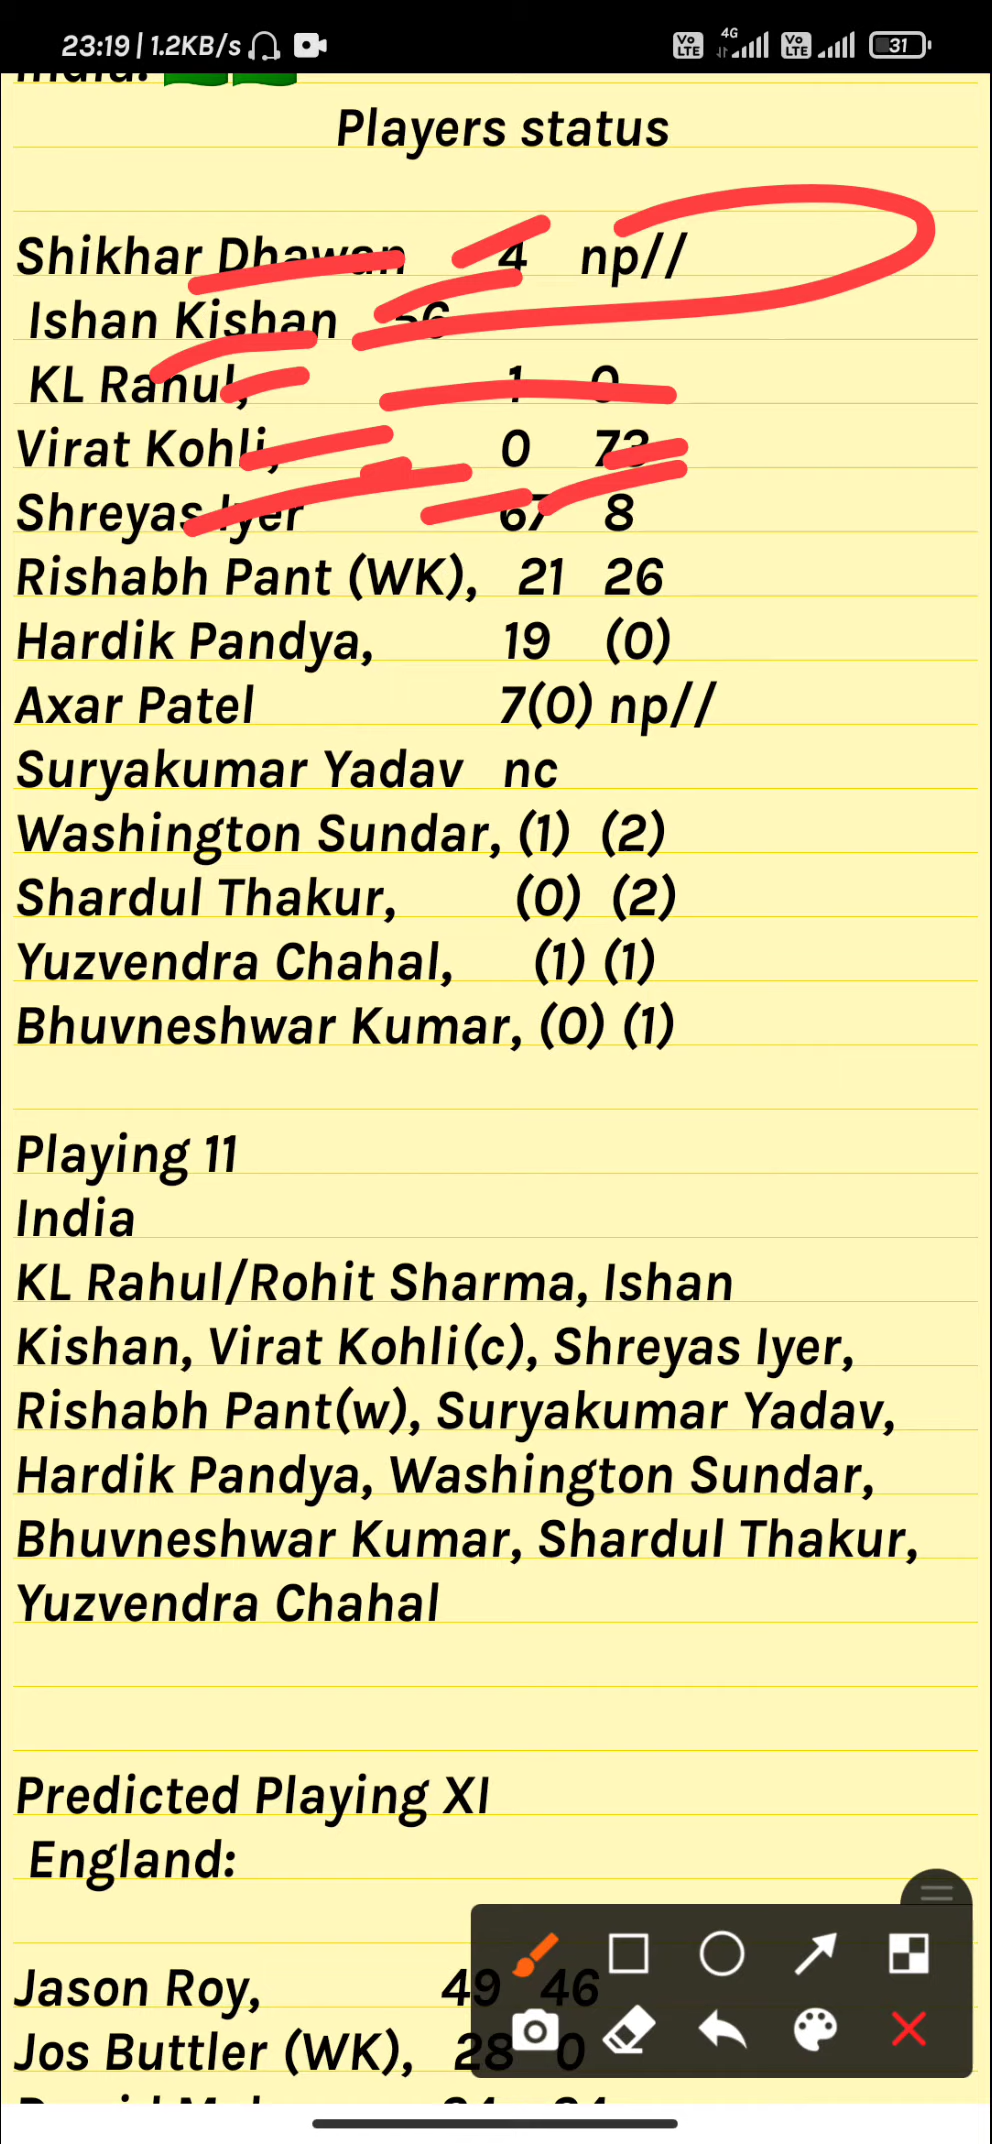 23:19 | 1.2KB/s 4G 31
India:
Players status
Shikhar Dhawan 4 np//
Ishan Kishan 56
KL Rahul, 1 0
Virat Kohli, 0 73
Shreyas Iyer 67 8
Rishabh Pant (WK), 21 26
Hardik Pandya, 19 (0)
Axar Patel 7(0) np//
Suryakumar Yadav nc
Washington Sundar, (1) (2)
Shardul Thakur, (0) (2)
Yuzvendra Chahal, (1) (1)
Bhuvneshwar Kumar, (0) (1)
Playing 11
India
KL Rahul/Rohit Sharma, Ishan
Kishan, Virat Kohli(c), Shreyas Iyer,
Rishabh Pant(w), Suryakumar Yadav,
Hardik Pandya, Washington Sundar,
Bhuvneshwar Kumar, Shardul Thakur,
Yuzvendra Chahal
Predicted Playing XI
England:
Jason Roy, 49 46
Jos Buttler (WK), 28 0